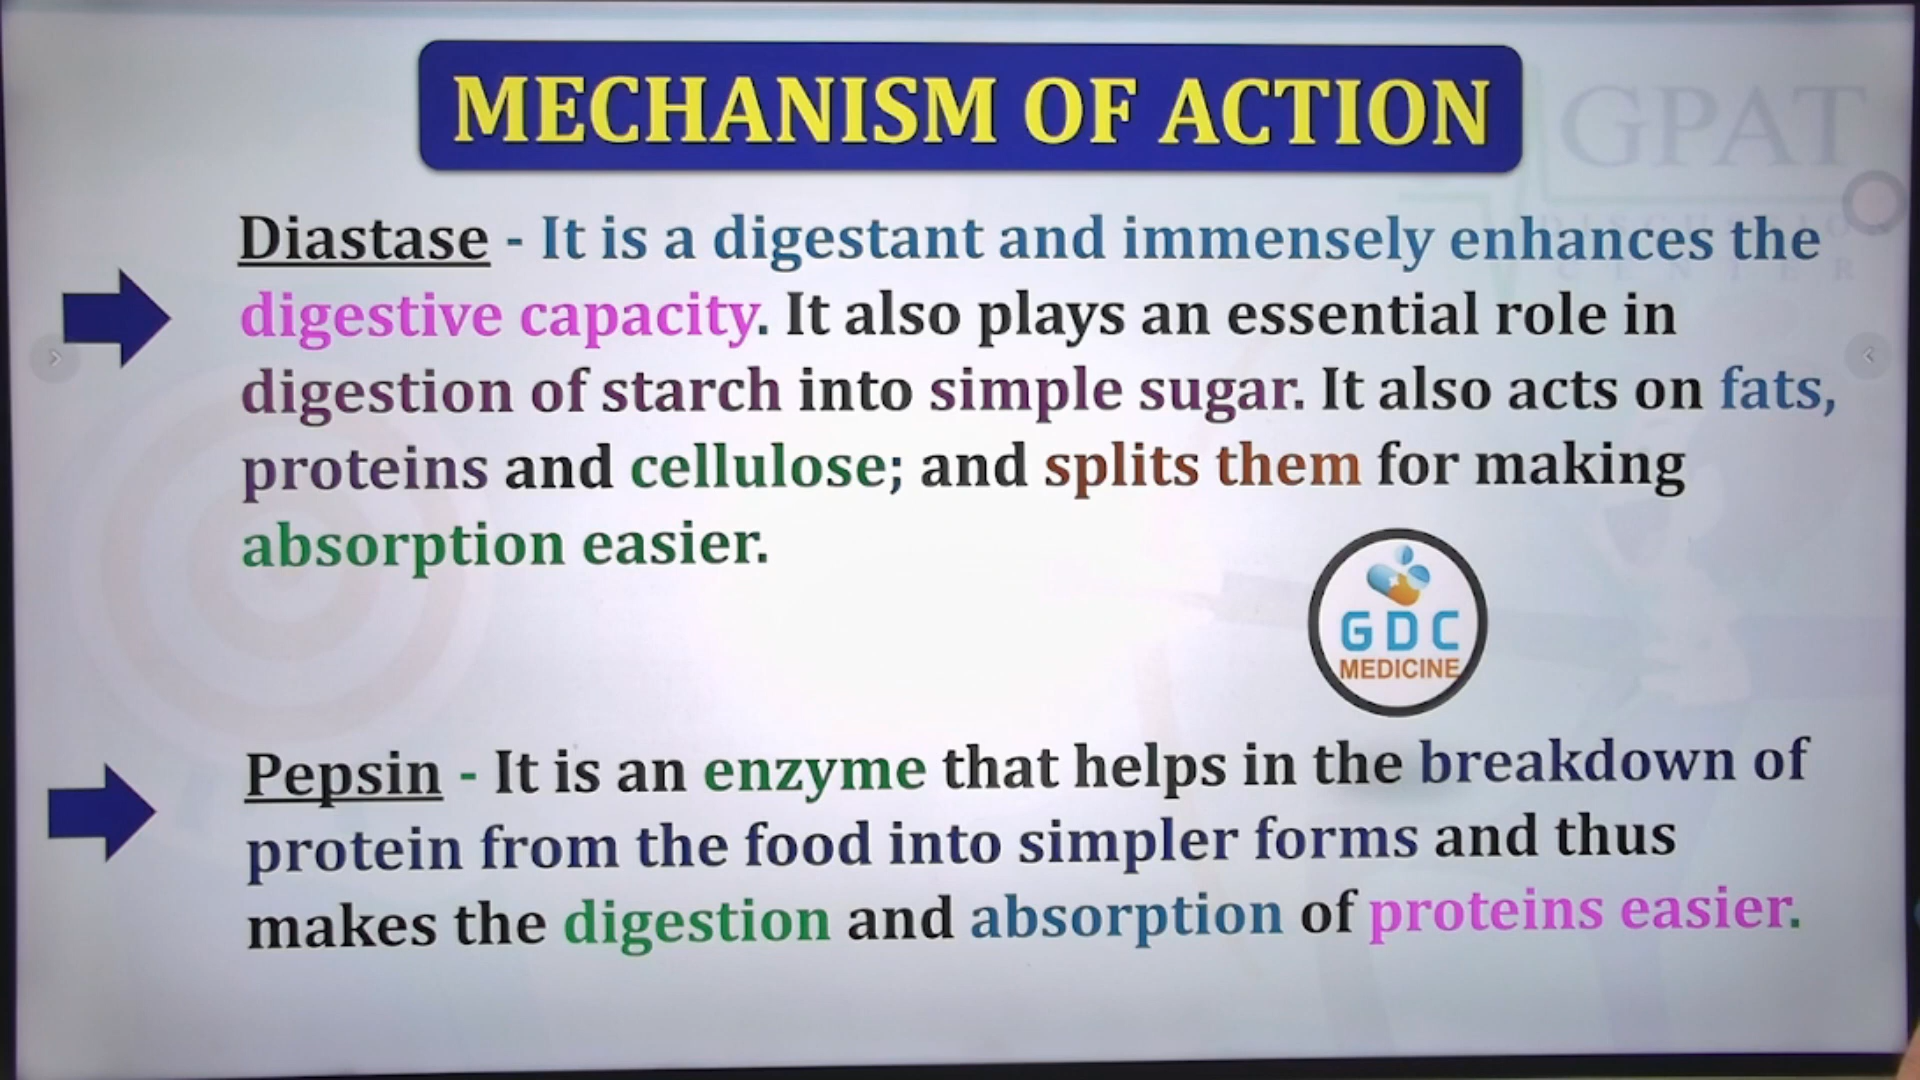 MECHANISM OF ACTION
GPAT
Diastase - It is a digestant and immensely enhances the
digestive capacity. It also plays an essential role in
digestion of starch into simple sugar. It also acts on fats,
proteins and cellulose; and splits them for making
absorption easier.
GDC
MEDICINE
Pepsin - It is an enzyme that helps in the breakdown of
protein from the food into simpler forms and thus
makes the digestion and absorption of proteins easier.